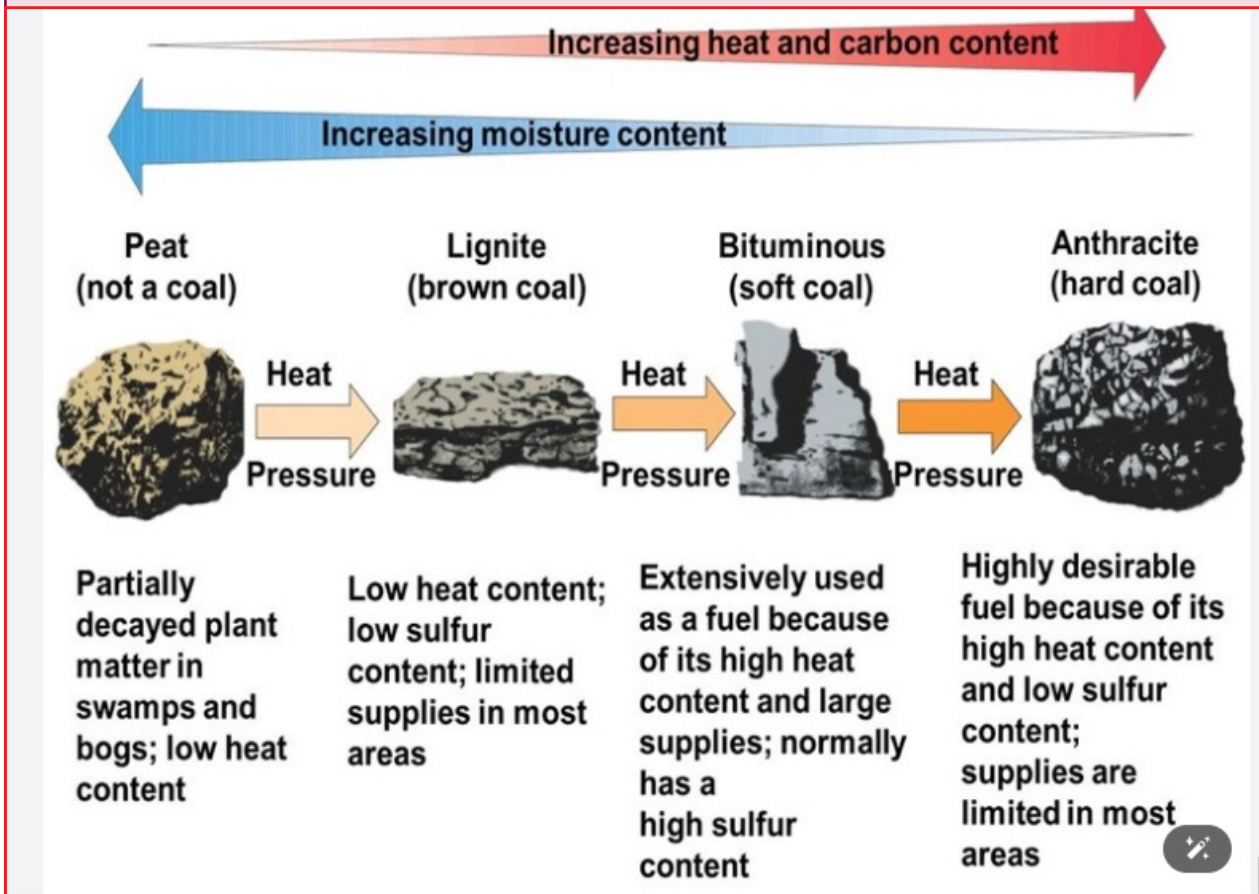 Increasing heat and carbon content
Increasing moisture content
Peat
(not a coal)
Lignite
(brown coal)
Bituminous
(soft coal)
Anthracite
(hard coal)
Heat
Pressure
Heat
Pressure
Heat
Pressure
Partially
decayed plant
matter in
swamps and
bogs; low heat
content
Low heat content;
low sulfur
content; limited
supplies in most
areas
Extensively used
as a fuel because
of its high heat
content and large
supplies; normally
has a
high sulfur
content
Highly desirable
fuel because of its
high heat content
and low sulfur
content;
supplies are
limited in most
areas